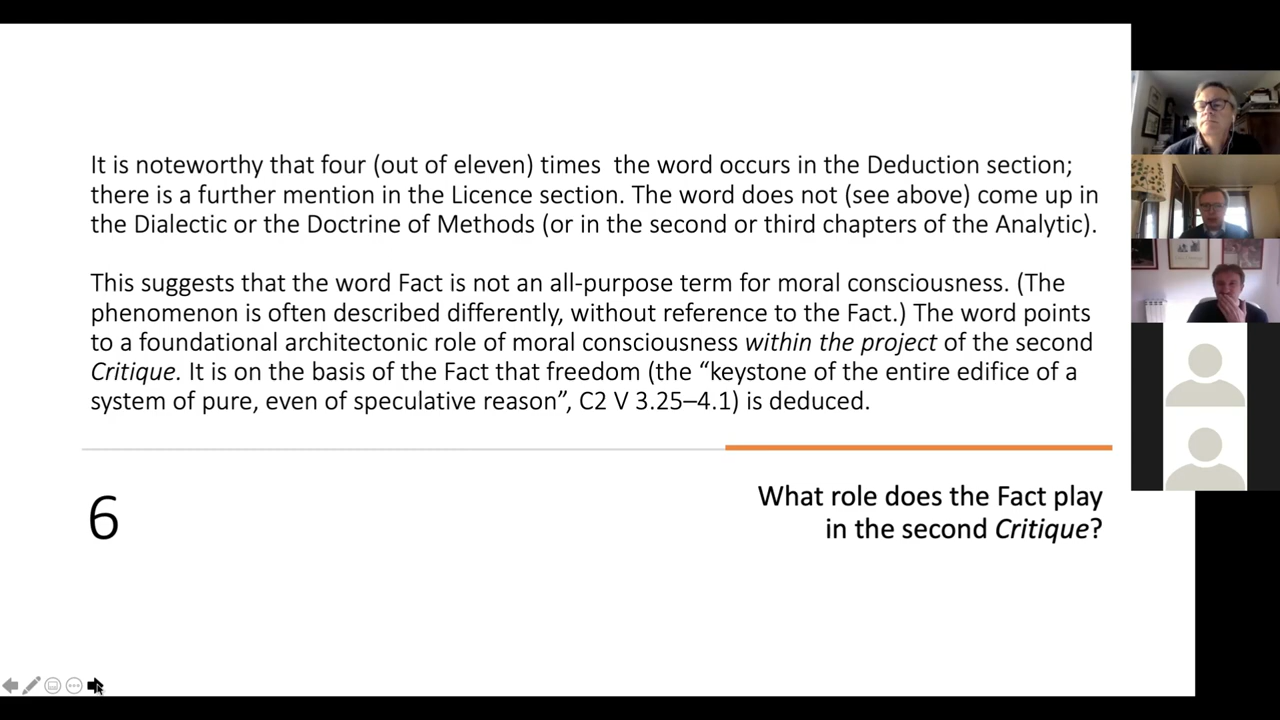 It is noteworthy that four (out of eleven) times  the word occurs in the Deduction section;
there is a further mention in the Licence section. The word does not (see above) come up in
the Dialectic or the Doctrine of Methods (or in the second or third chapters of the Analytic).
This suggests that the word Fact is not an all-purpose term for moral consciousness. (The
phenomenon is often described differently, without reference to the Fact.) The word points
to a foundational architectonic role of moral consciousness within the project of the second
Critique. It is on the basis of the Fact that freedom (the “keystone of the entire edifice of a
system of pure, even of speculative reason”, C2 V 3.25–4.1) is deduced.
6
What role does the Fact play
in the second Critique?